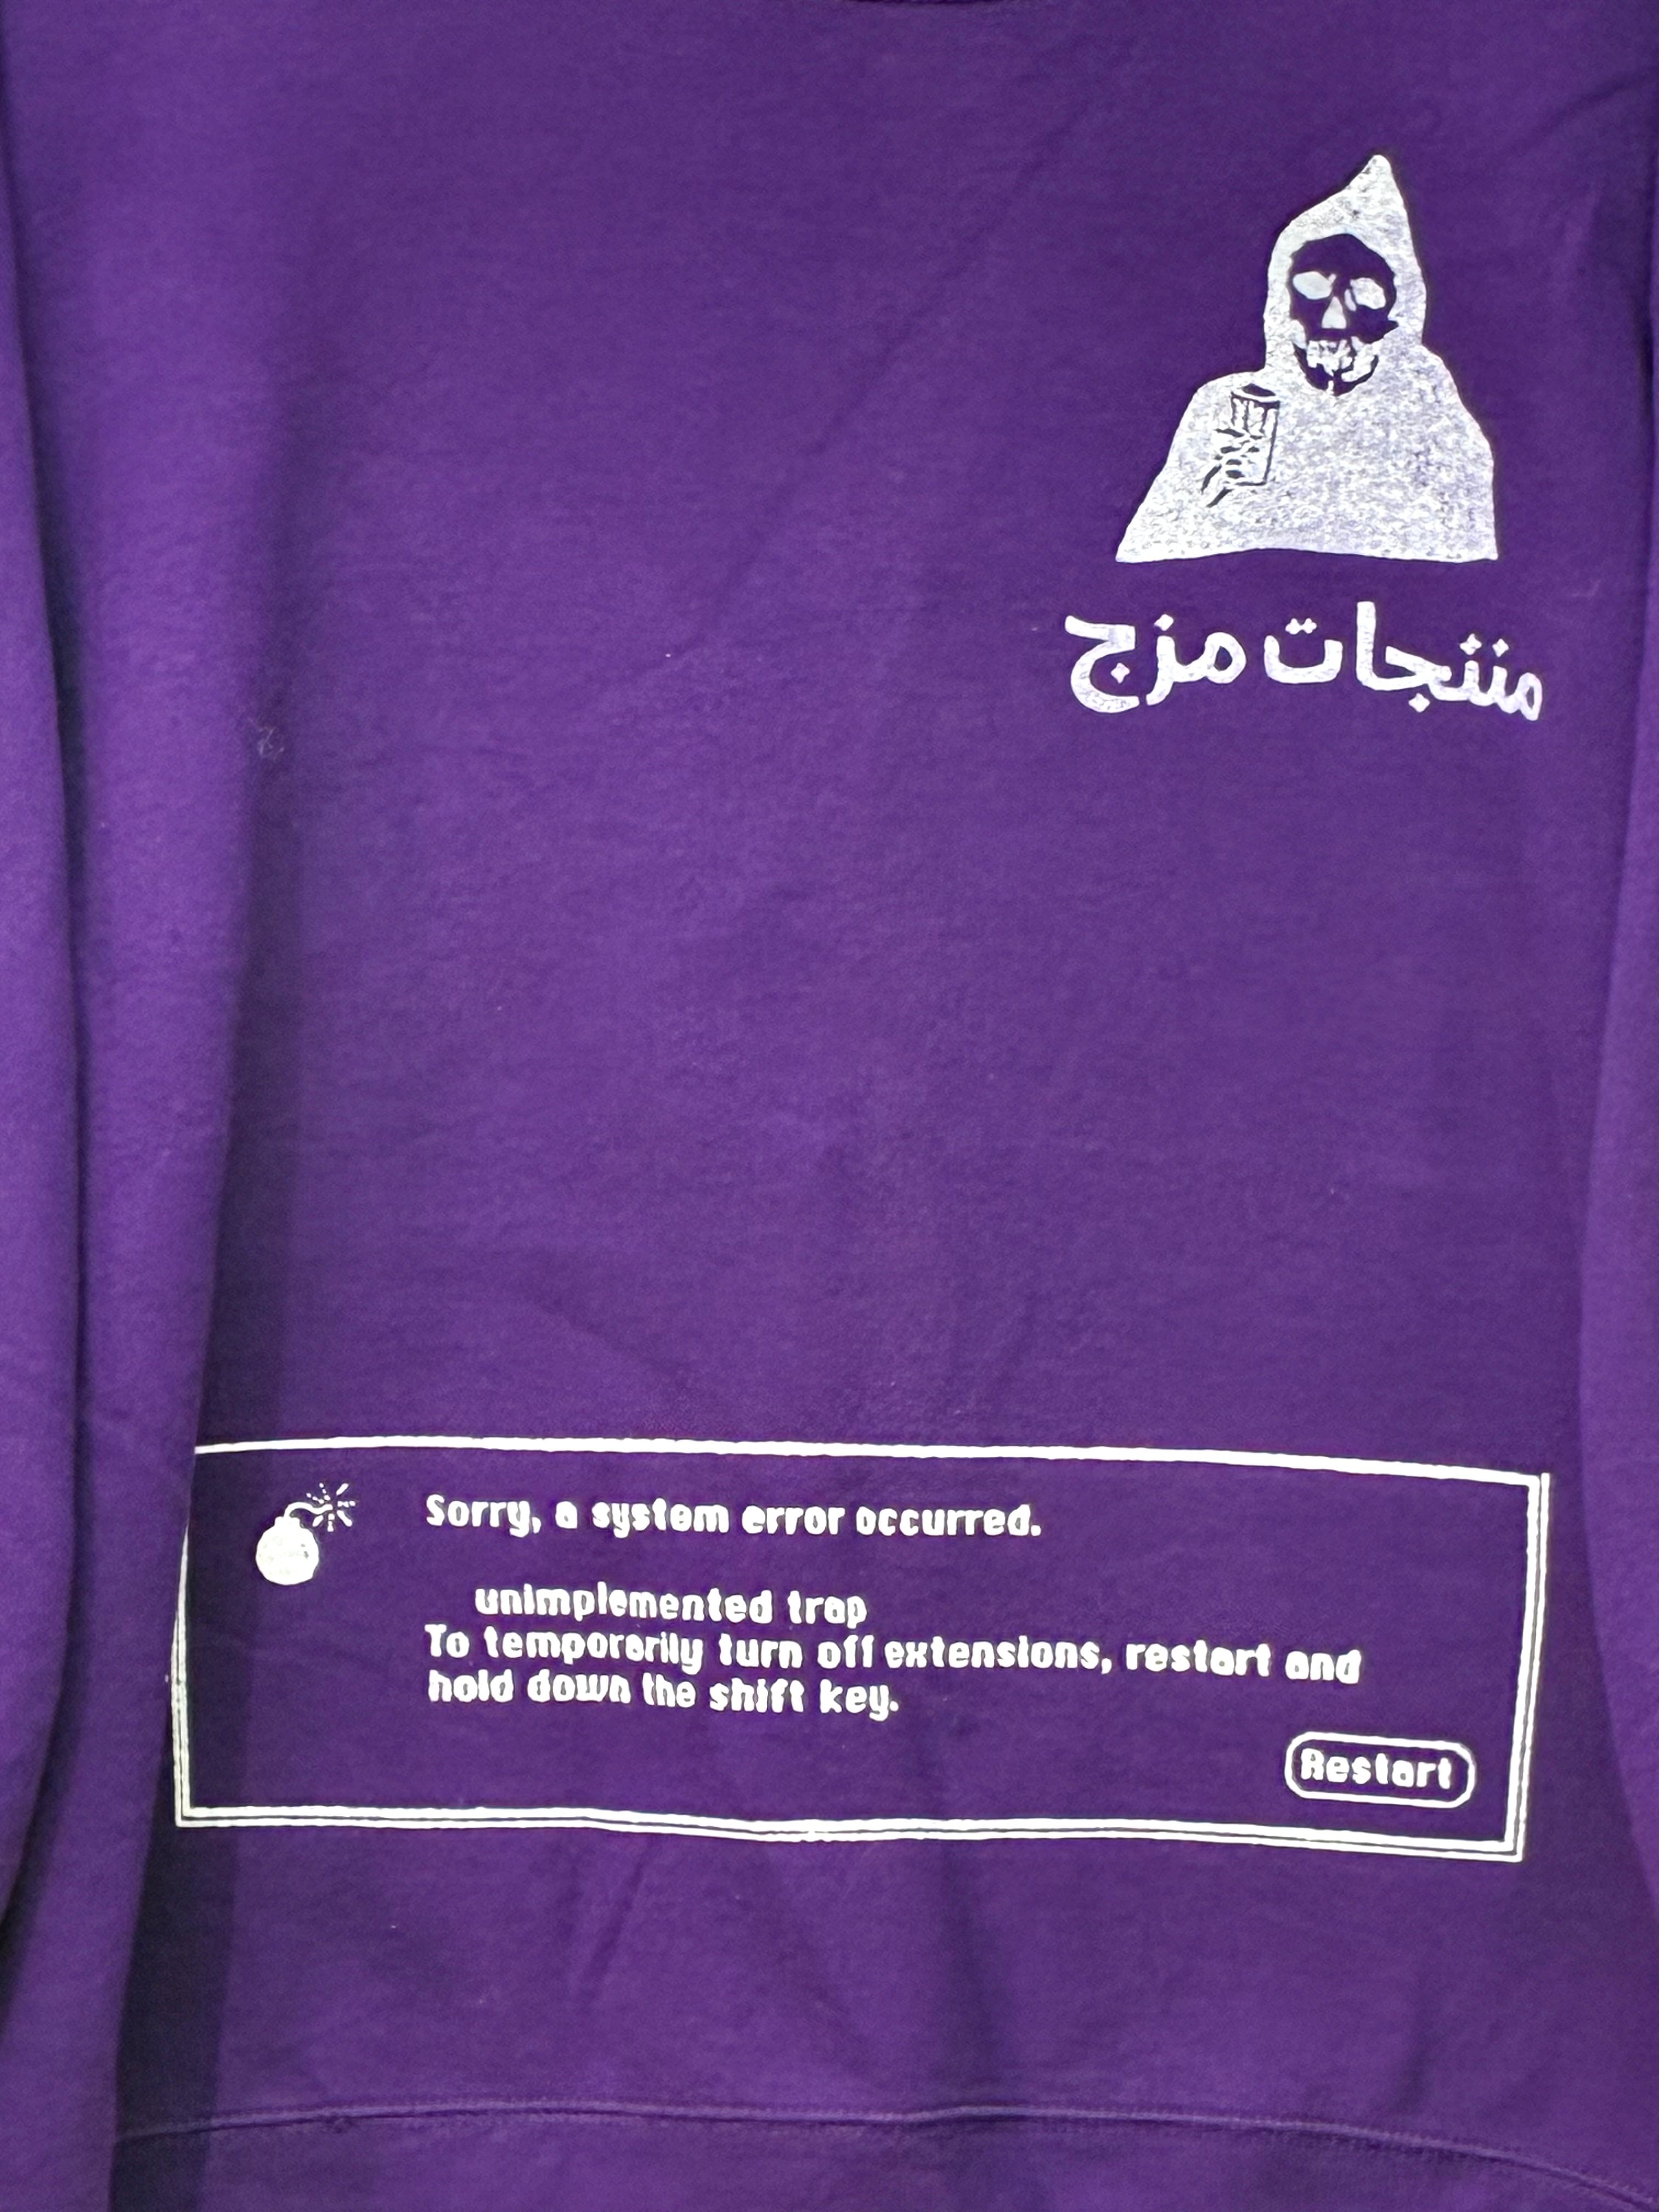 منتجات مزج
Sorry, a system error occurred.
unimplemented trap
To temporarily turn off extensions, restart and
hold down the shift key.
Restart